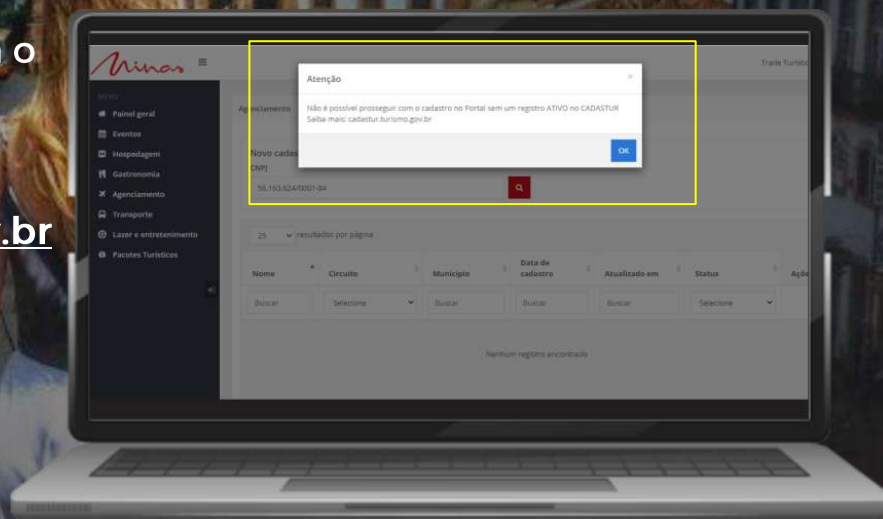 o
.br
Minas
Trade Turísto
MENU
Painel geral
Eventos
Hospedagem
Gastronomia
Agenciamento
Transporte
Lazer e entretenimento
Pacotes Turísticos
Atenção
×
Não é possível prosseguir com o cadastro no Portal sem um registro ATIVO no CADASTUR
Saiba mais: cadastur.turismo.gov.br
OK
Agenciamento
Novo cadas
CNPJ
56.163.624/0001-84
25 resultados por página
Nome Circuito Município Data de cadastro Atualizado em Status Açõe
Buscar Selecione Buscar Buscar Buscar Selecione
Nenhum registro encontrado